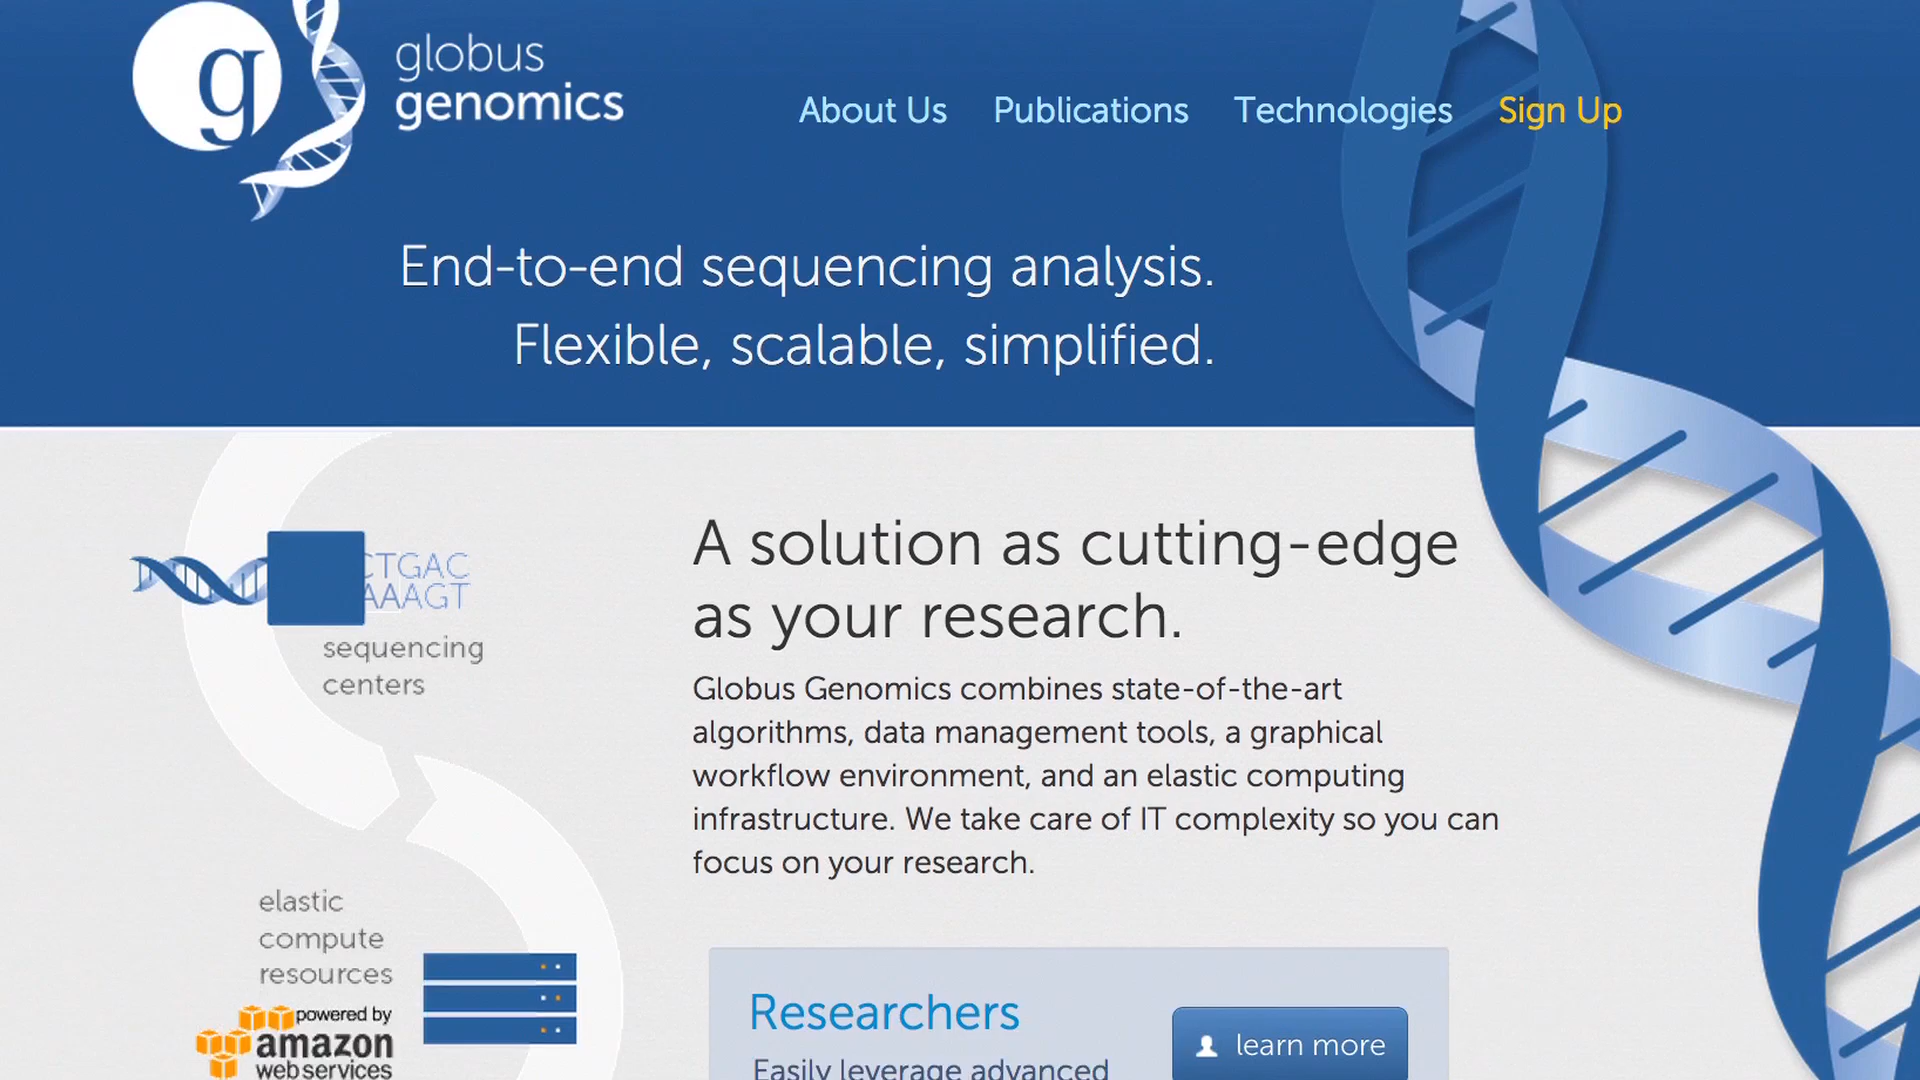 g
globus
genomics
About Us
Publications
Technologies
Sign Up
End-to-end sequencing analysis.
Flexible, scalable, simplified.
CTGAC
AAAGT
sequencing
centers
A solution as cutting-edge
as your research.
Globus Genomics combines state-of-the-art
algorithms, data management tools, a graphical
workflow environment, and an elastic computing
infrastructure. We take care of IT complexity so you can
focus on your research.
elastic
compute
resources
powered by
amazon
webservices
Researchers
learn more
Easily leverage advanced